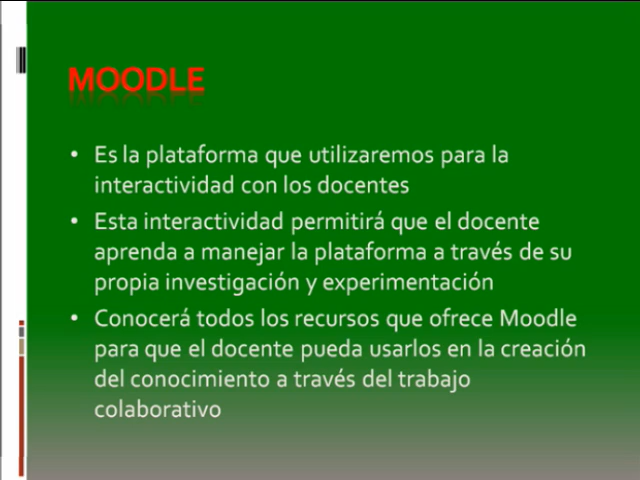 MOODLE
• Es la plataforma que utilizaremos para la
interactividad con los docentes
• Esta interactividad permitirá que el docente
aprenda a manejar la plataforma a través de su
propia investigación y experimentación
• Conocerá todos los recursos que ofrece Moodle
para que el docente pueda usarlos en la creación
del conocimiento a través del trabajo
colaborativo